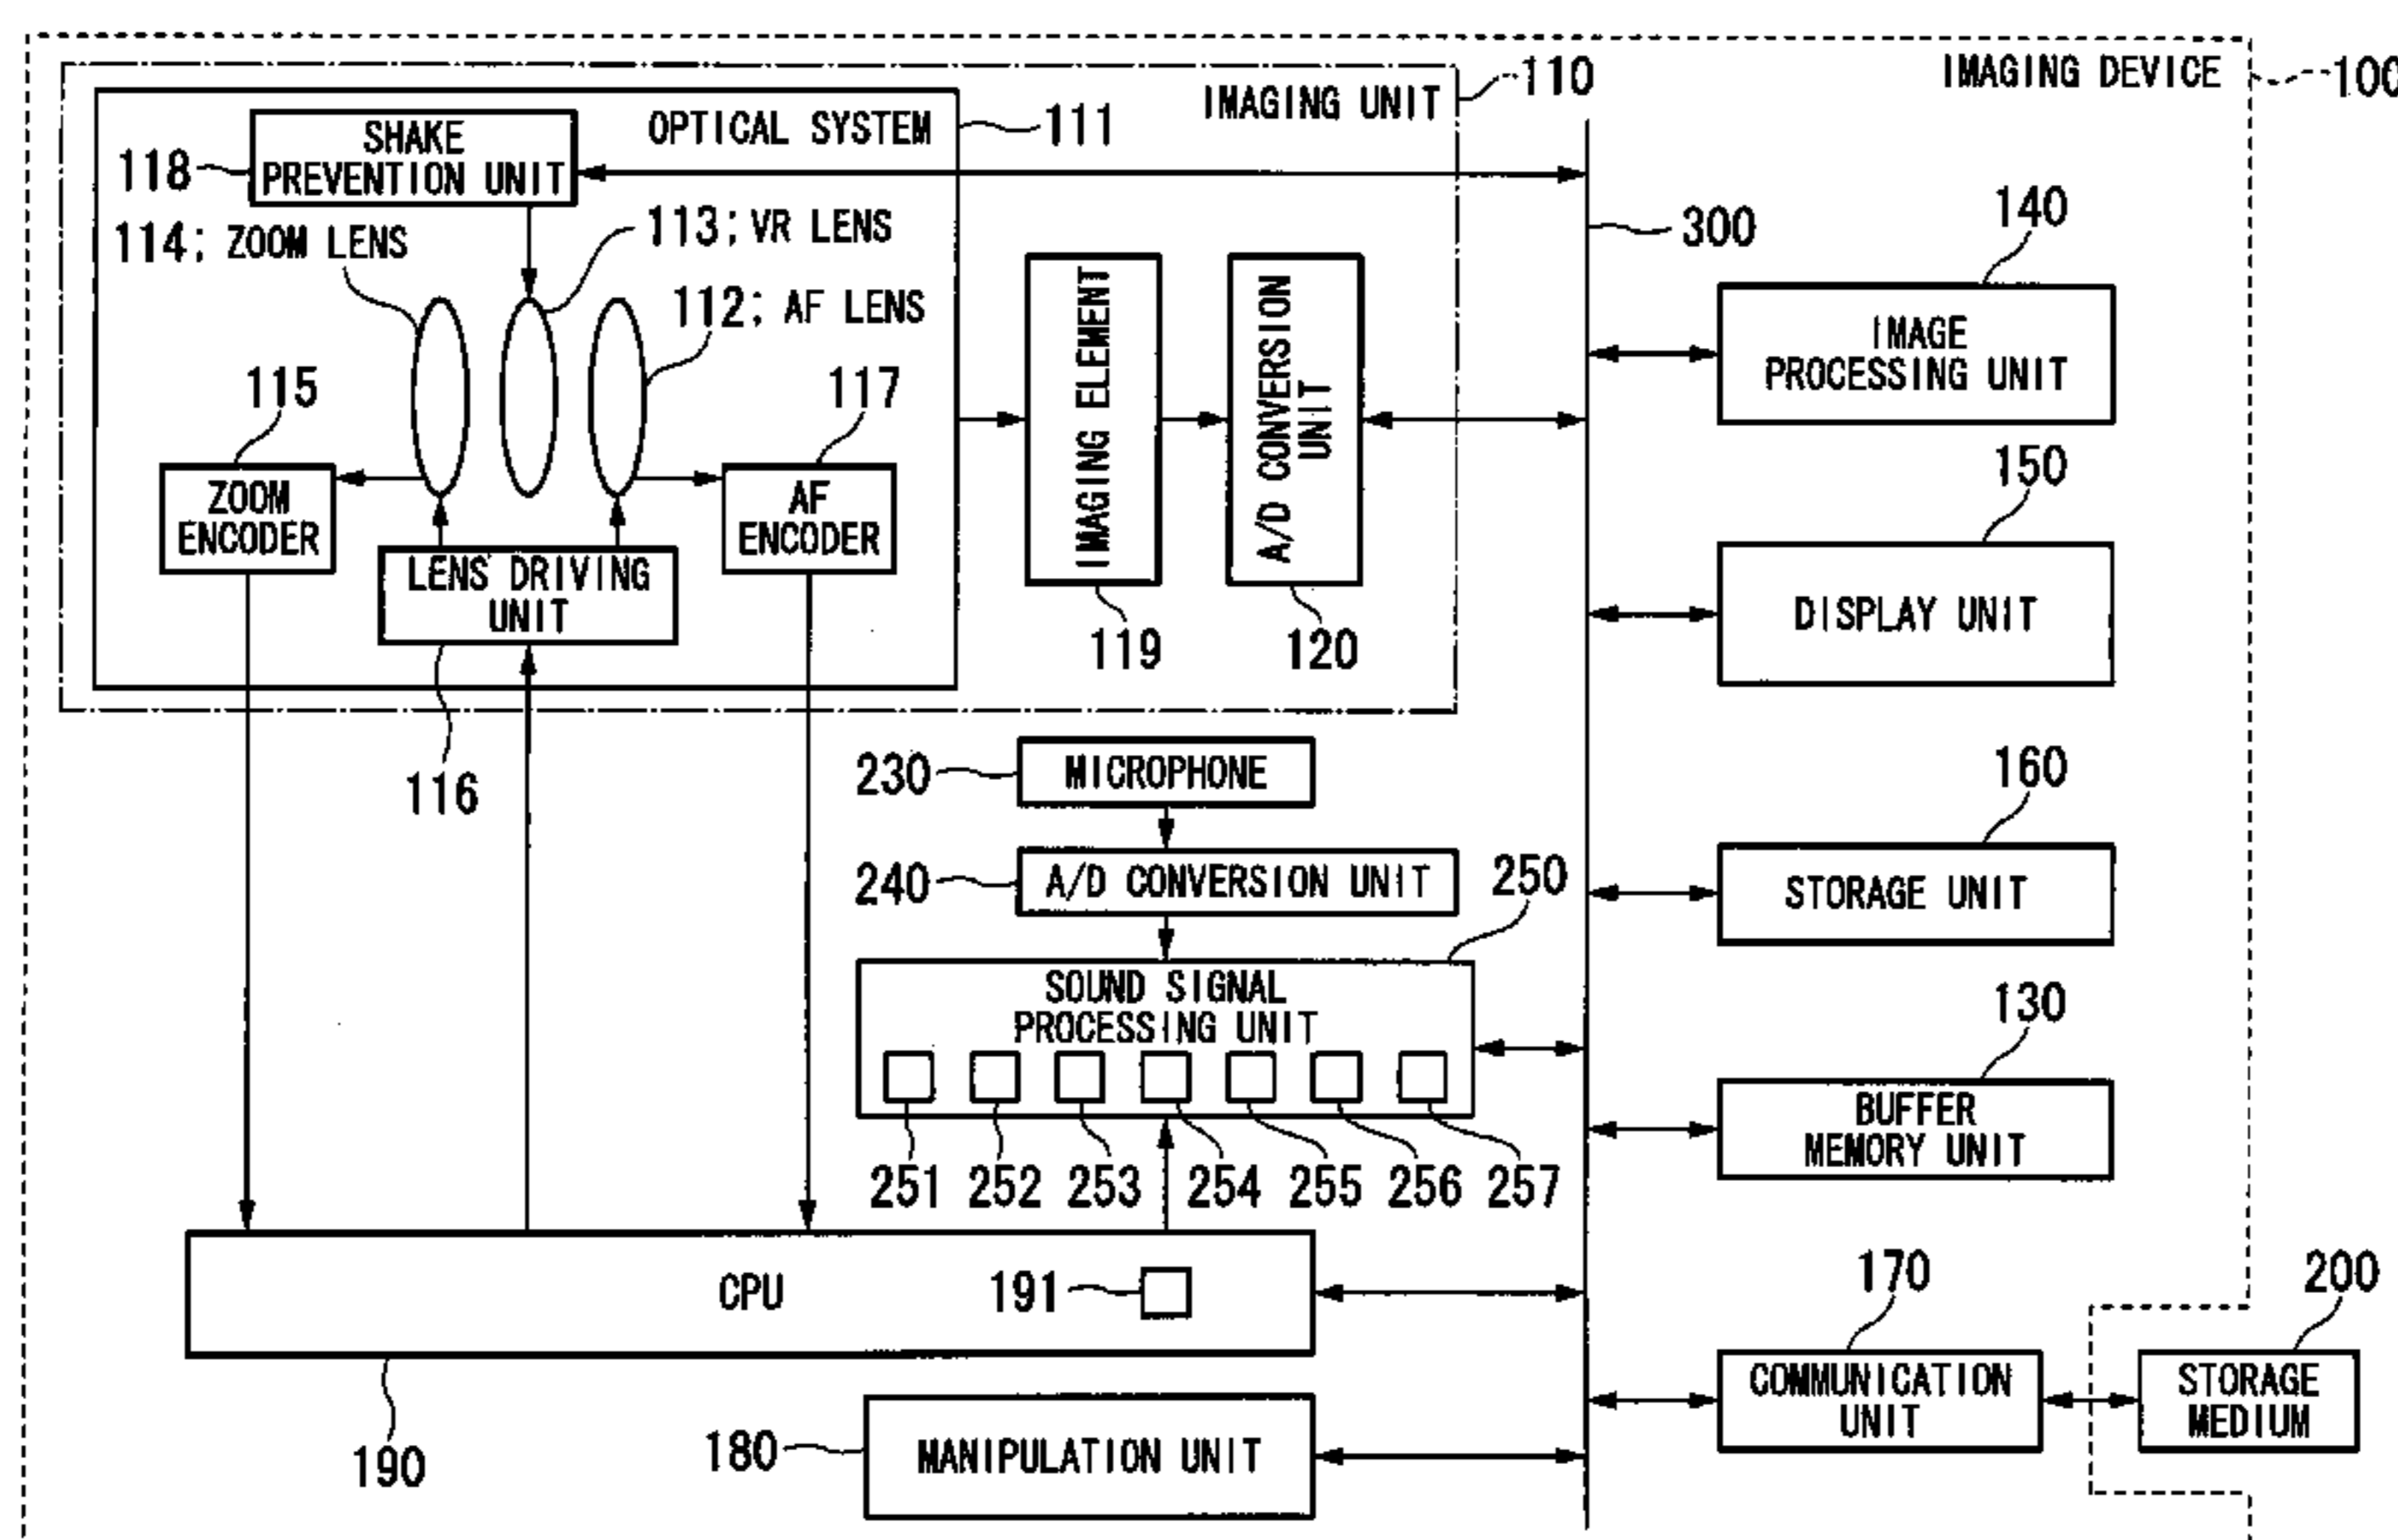 IMAGING DEVICE
100
IMAGING UNIT
110
OPTICAL SYSTEM
111
SHAKE
PREVENTION UNIT
118
114; ZOOM LENS
113; VR LENS
112; AF LENS
115
117
ZOOM
ENCODER
AF
ENCODER
LENS DRIVING
UNIT
116
IMAGING ELEMENT
119
A/D CONVERSION
UNIT
120
300
140
IMAGE
PROCESSING UNIT
150
DISPLAY UNIT
230
MICROPHONE
160
STORAGE UNIT
240
A/D CONVERSION UNIT
250
SOUND SIGNAL
PROCESSING UNIT
251 252 253 254 255 256 257
130
BUFFER
MEMORY UNIT
CPU
191
190
170
COMMUNICATION
UNIT
200
STORAGE
MEDIUM
180
MANIPULATION UNIT